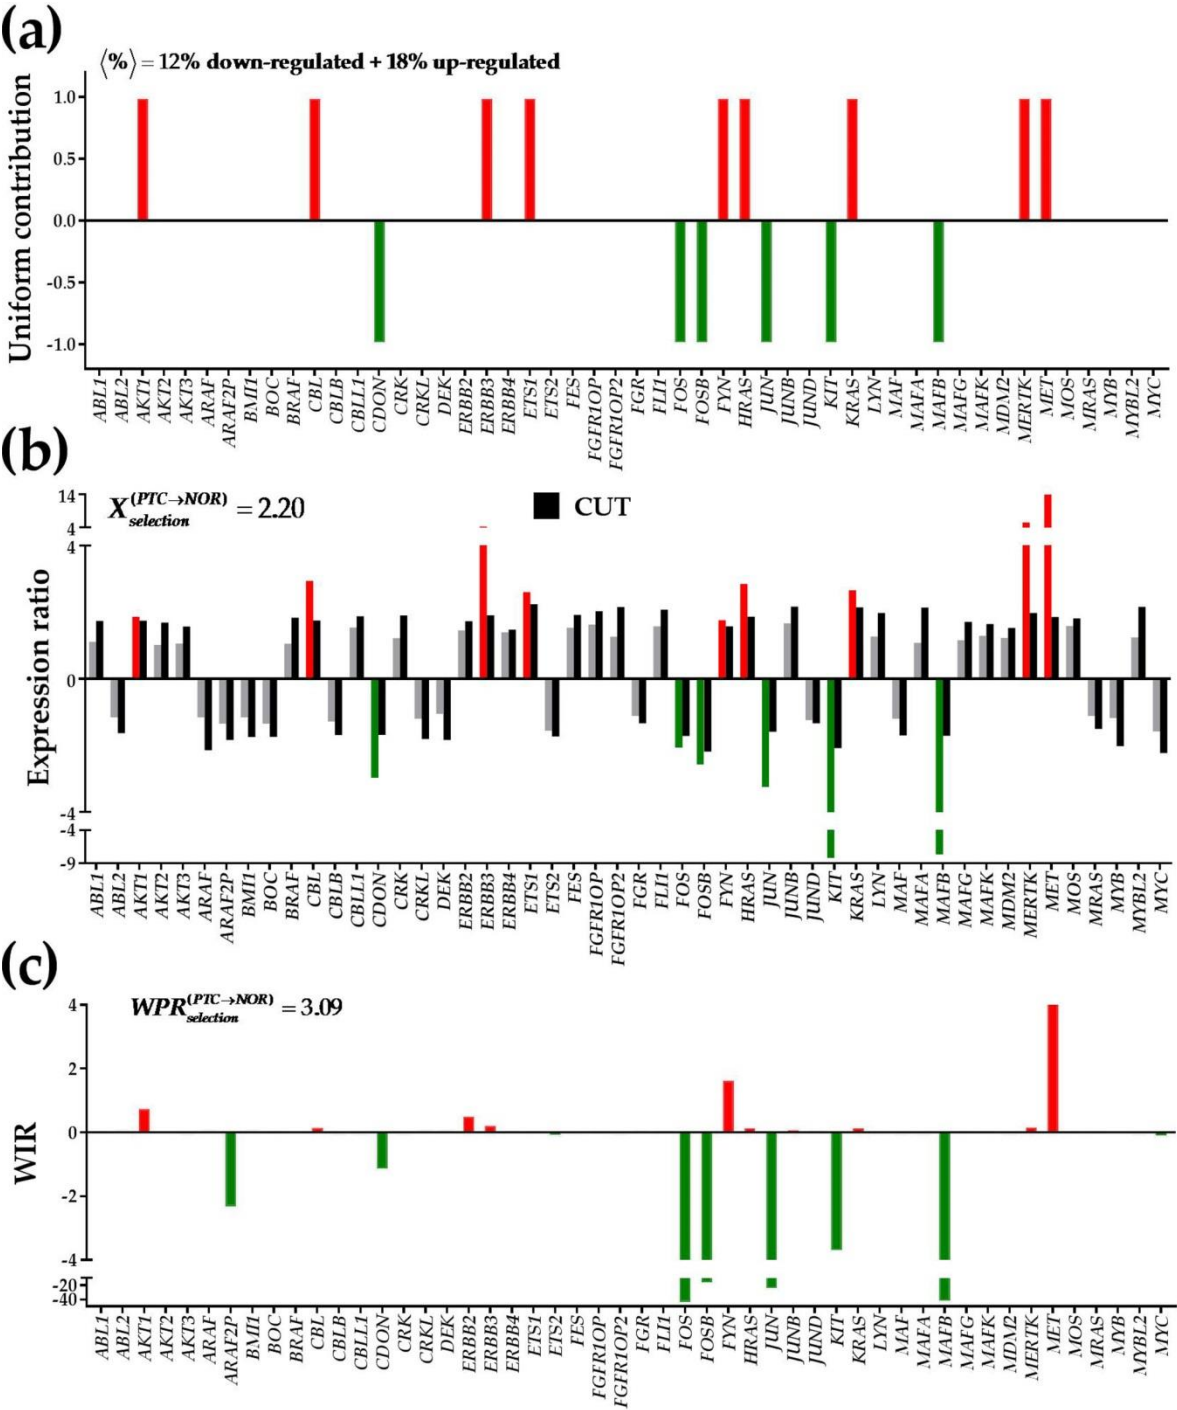 (a)
⟨%⟩ = 12% down-regulated + 18% up-regulated
Uniform contribution
1.0
0.5
0.0
-0.5
-1.0
ABL1 ABL2 AKT1 AKT2 AKT3 ARAF ARAF2P BMI1 BOC BRAF CBL CBLB CBLL1 CDON CRK CRKL DEK ERBB2 ERBB3 ERBB4 ETS1 ETS2 FES FGFR1OP FGFR1OP2 FGR FLI1 FOS FOSB FYN HRAS JUN JUNB JUND KIT KRAS LYN MAF MAFA MAFB MAFG MAFK MDM2 MERTK MET MOS MRAS MYB MYBL2 MYC
(b)
X selection (PTC→NOR) = 2.20
CUT
Expression ratio
14
4
4
0
-4
-4
-9
ABL1 ABL2 AKT1 AKT2 AKT3 ARAF ARAF2P BMI1 BOC BRAF CBL CBLB CBLL1 CDON CRK CRKL DEK ERBB2 ERBB3 ERBB4 ETS1 ETS2 FES FGFR1OP FGFR1OP2 FGR FLI1 FOS FOSB FYN HRAS JUN JUNB JUND KIT KRAS LYN MAF MAFA MAFB MAFG MAFK MDM2 MERTK MET MOS MRAS MYB MYBL2 MYC
(c)
WPR selection (PTC→NOR) = 3.09
WIR
4
2
0
-2
-4
-20
-40
ABL1 ABL2 AKT1 AKT2 AKT3 ARAF ARAF2P BMI1 BOC BRAF CBL CBLB CBLL1 CDON CRK CRKL DEK ERBB2 ERBB3 ERBB4 ETS1 ETS2 FES FGFR1OP FGFR1OP2 FGR FLI1 FOS FOSB FYN HRAS JUN JUNB JUND KIT KRAS LYN MAF MAFA MAFB MAFG MAFK MDM2 MERTK MET MOS MRAS MYB MYBL2 MYC